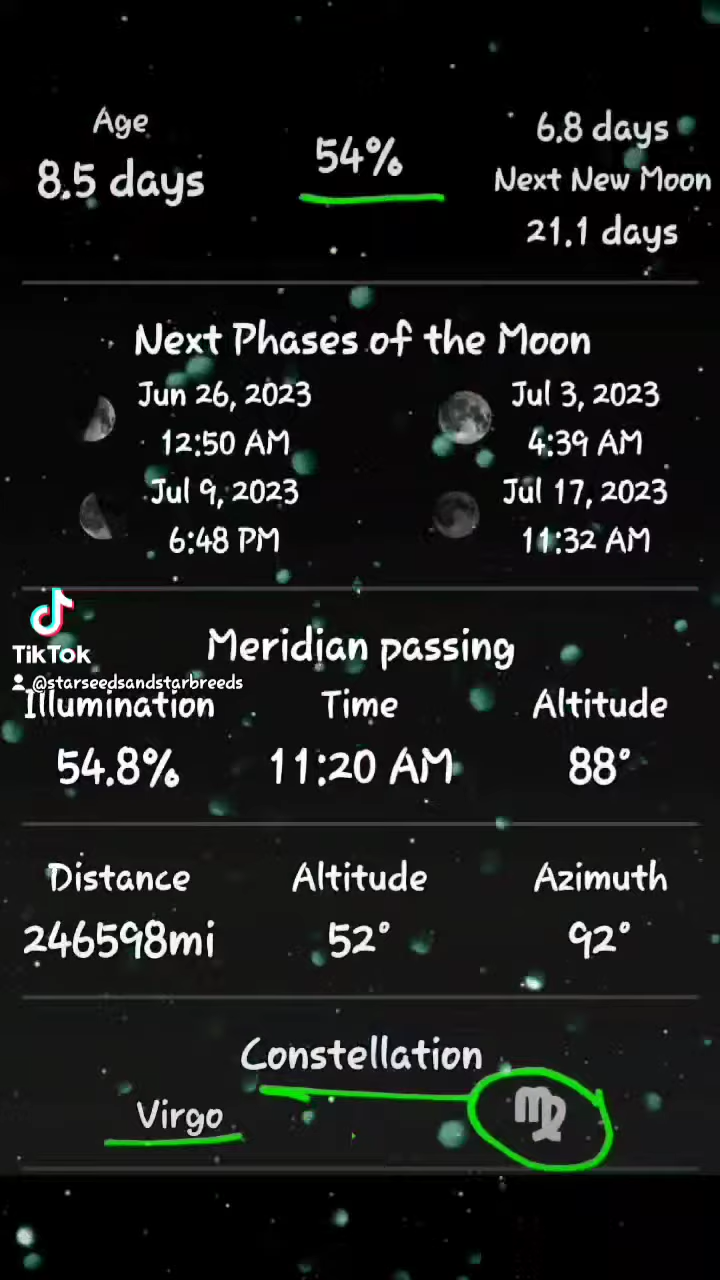 Age
8.5 days
54%
6.8 days
Next New Moon
21.1 days
Next Phases of the Moon
Jun 26, 2023
12:50 AM
Jul 3, 2023
4:39 AM
Jul 9, 2023
6:48 PM
Jul 17, 2023
11:32 AM
TikTok
@starseedsandstarbreeds
Meridian passing
Illumination Time Altitude
54.8% 11:20 AM 88°
Distance Altitude Azimuth
246598mi 52° 92°
Constellation
Virgo ♍